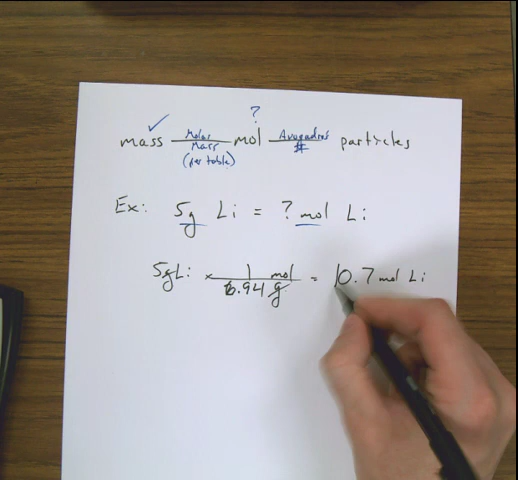 ?
mass Molar Mass (per table) mol Avogadro's # particles
Ex: 5g Li = ? mol Li
5gLi × 1 mol / 6.941 g = 0.7 mol Li